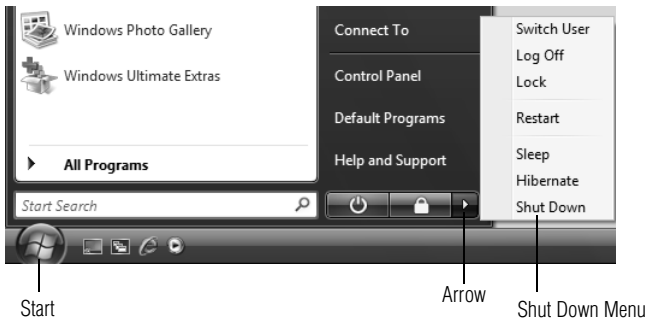 Windows Photo Gallery
Windows Ultimate Extras
All Programs
Start Search
Connect To
Control Panel
Default Programs
Help and Support
Switch User
Log Off
Lock
Restart
Sleep
Hibernate
Shut Down
Start
Arrow
Shut Down Menu